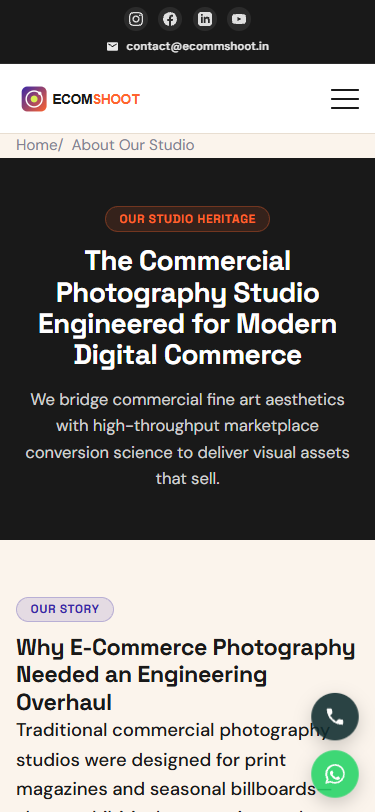 contact@ecommshoot.in
ECOMSHOOT
Home/ About Our Studio
OUR STUDIO HERITAGE
The Commercial
Photography Studio
Engineered for Modern
Digital Commerce
We bridge commercial fine art aesthetics
with high-throughput marketplace
conversion science to deliver visual assets
that sell.
OUR STORY
Why E-Commerce Photography
Needed an Engineering
Overhaul
Traditional commercial photography
studios were designed for print
magazines and seasonal billboards—